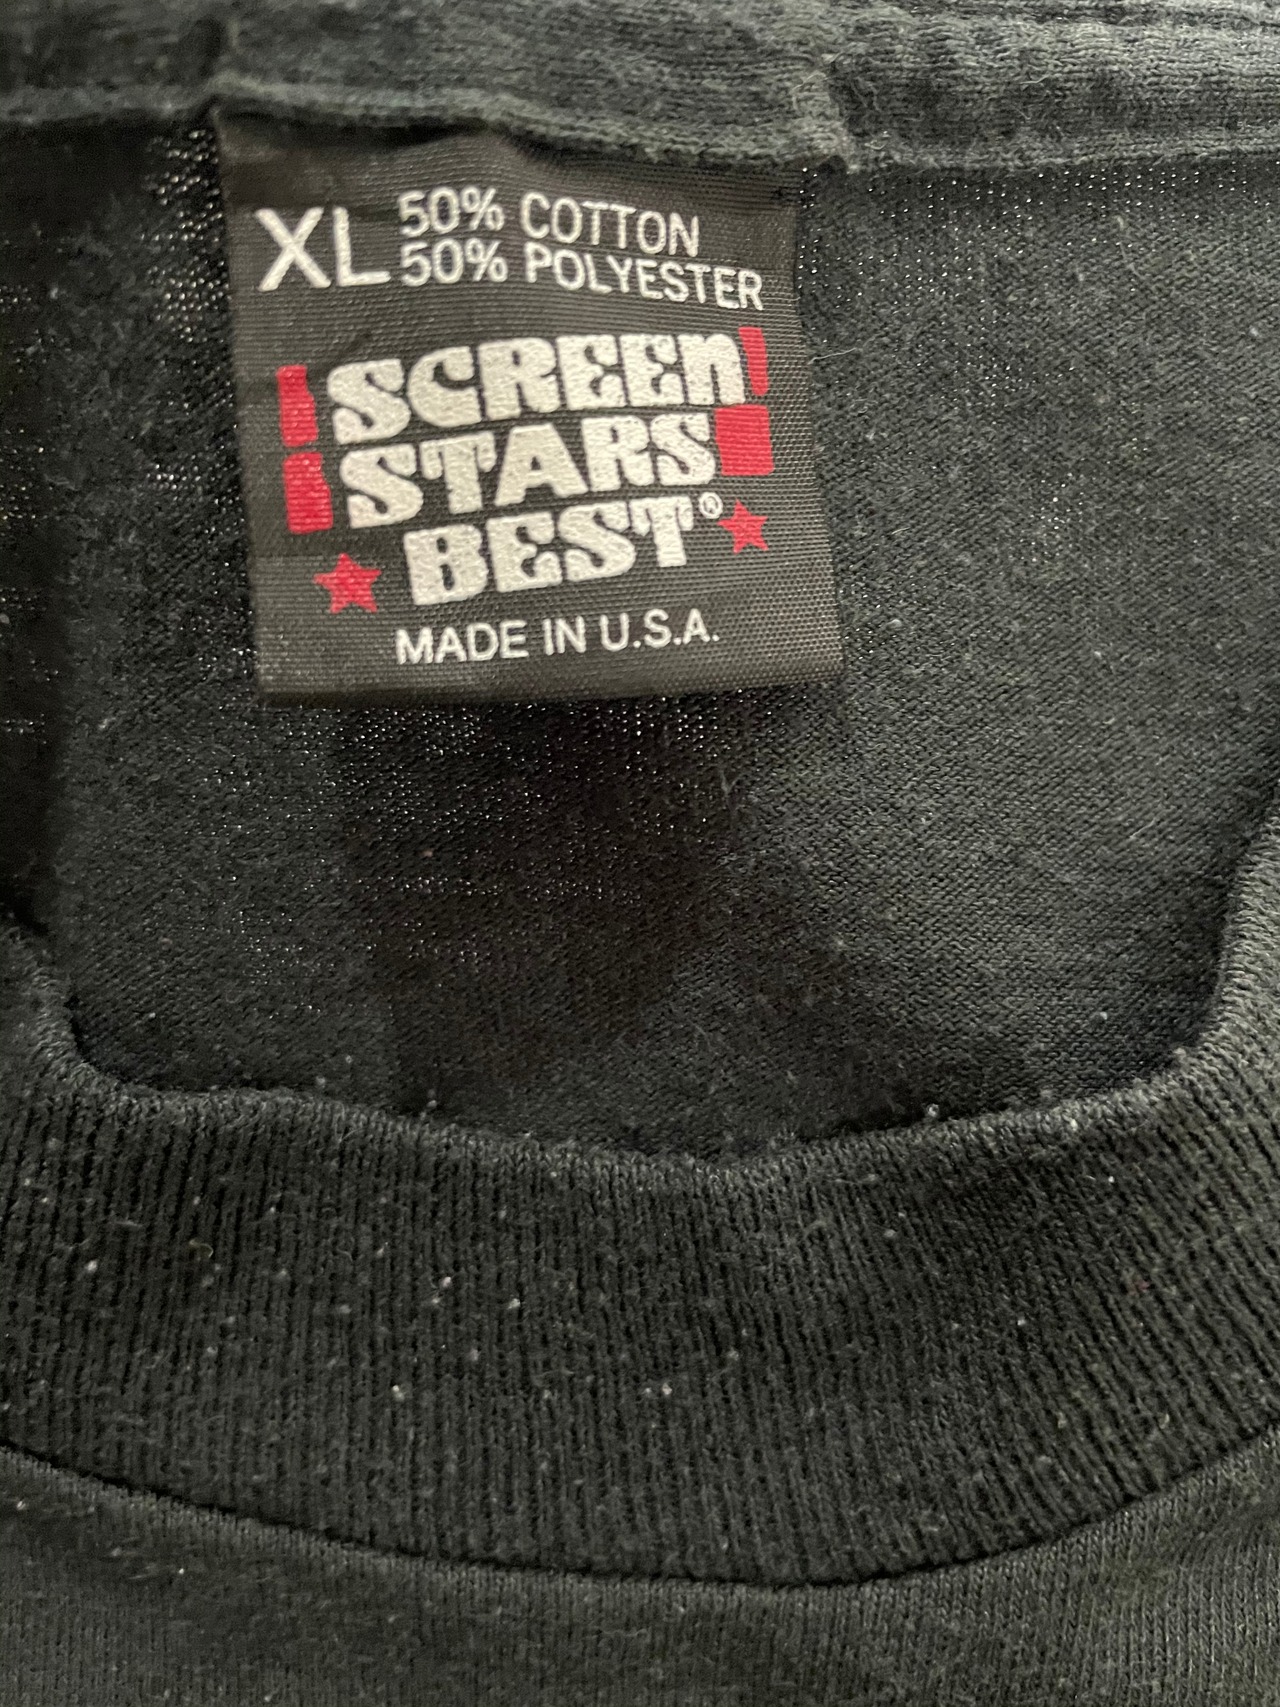 XL
50% COTTON
50% POLYESTER
SCREEN
STARS
BEST®
MADE IN U.S.A.